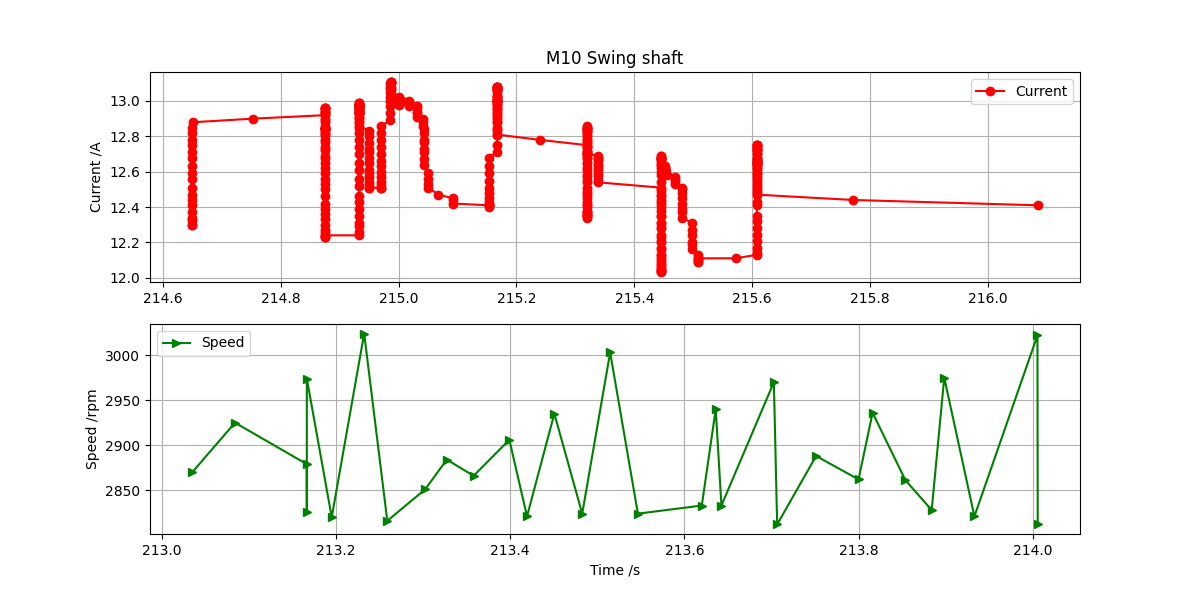 M10 Swing shaft
Current /A
13.0
12.8
12.6
12.4
12.2
12.0
Current
214.6 214.8 215.0 215.2 215.4 215.6 215.8 216.0
Speed /rpm
3000
2950
2900
2850
Speed
213.0 213.2 213.4 213.6 213.8 214.0
Time /s